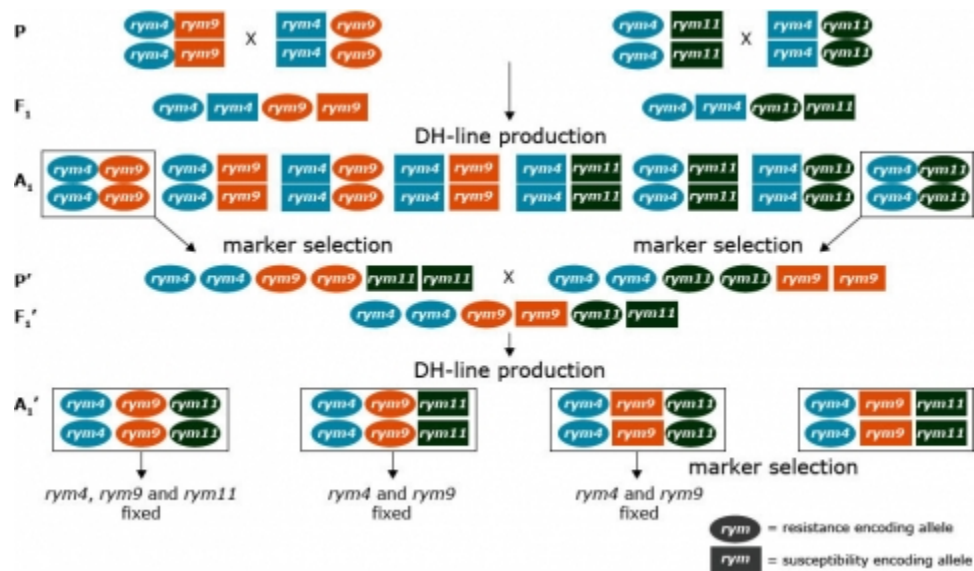 P rym4 rym9 rym4 rym9 rym4 rym11 rym4 rym11
rym4 rym9 X rym4 rym9 rym4 rym11 X rym4 rym11
F1 rym4 rym4 rym9 rym9 rym4 rym4 rym11 rym11
DH-line production
A1 rym4 rym9 rym4 rym9 rym4 rym9 rym4 rym9 rym4 rym11 rym4 rym11 rym4 rym11 rym4 rym11
rym4 rym9 rym4 rym9 rym4 rym9 rym4 rym9 rym4 rym11 rym4 rym11 rym4 rym11 rym4 rym11
marker selection marker selection
P' rym4 rym4 rym9 rym9 rym11 rym11 X rym4 rym4 rym11 rym11 rym9 rym9
F1' rym4 rym4 rym9 rym9 rym11 rym11
DH-line production
A1' rym4 rym9 rym11 rym4 rym9 rym11 rym4 rym9 rym11 rym4 rym9 rym11
rym4 rym9 rym11 rym4 rym9 rym11 rym4 rym9 rym11 rym4 rym9 rym11
marker selection
rym4, rym9 and rym11 rym4 and rym9 rym4 and rym9
fixed fixed fixed
rym = resistance encoding allele
rym = susceptibility encoding allele